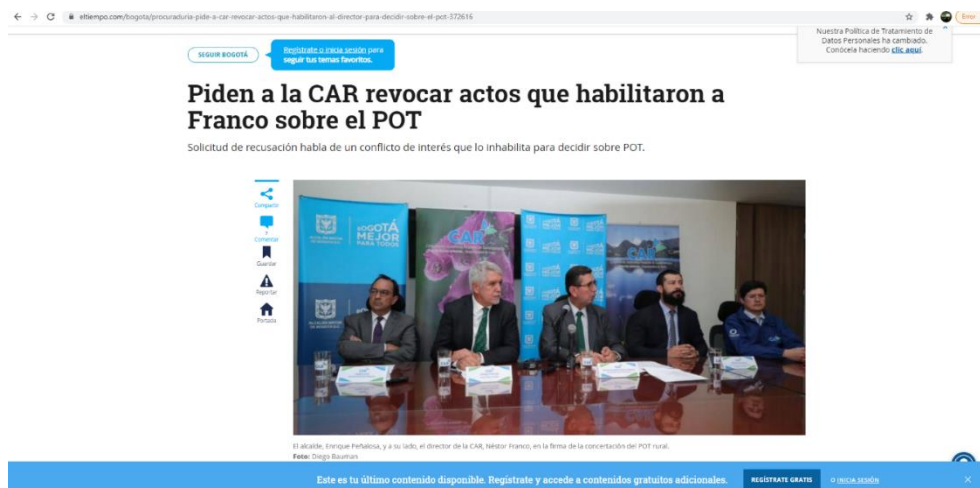 eltiempo.com/bogota/procuraduria-pide-a-car-revocar-actos-que-habilitaron-al-director-para-decidir-sobre-el-pot-372616
Error
Nuestra Política de Tratamiento de
Datos Personales ha cambiado.
Conócela haciendo clic aquí.
SEGUIR BOGOTÁ
Regístrate o inicia sesión para
seguir tus temas favoritos.
Piden a la CAR revocar actos que habilitaron a
Franco sobre el POT
Solicitud de recusación habla de un conflicto de interés que lo inhabilita para decidir sobre POT.
Compartir
Comentar
Guardar
Reportar
Portada
BOGOTÁ
MEJOR
PARA TODOS
CAR
CAR
El alcalde, Enrique Peñalosa, y a su lado, el director de la CAR, Néstor Franco, en la firma de la concertación del POT rural.
Foto: Diego Bauman
Este es tu último contenido disponible. Regístrate y accede a contenidos gratuitos adicionales.
REGÍSTRATE GRATIS
O INICIA SESIÓN